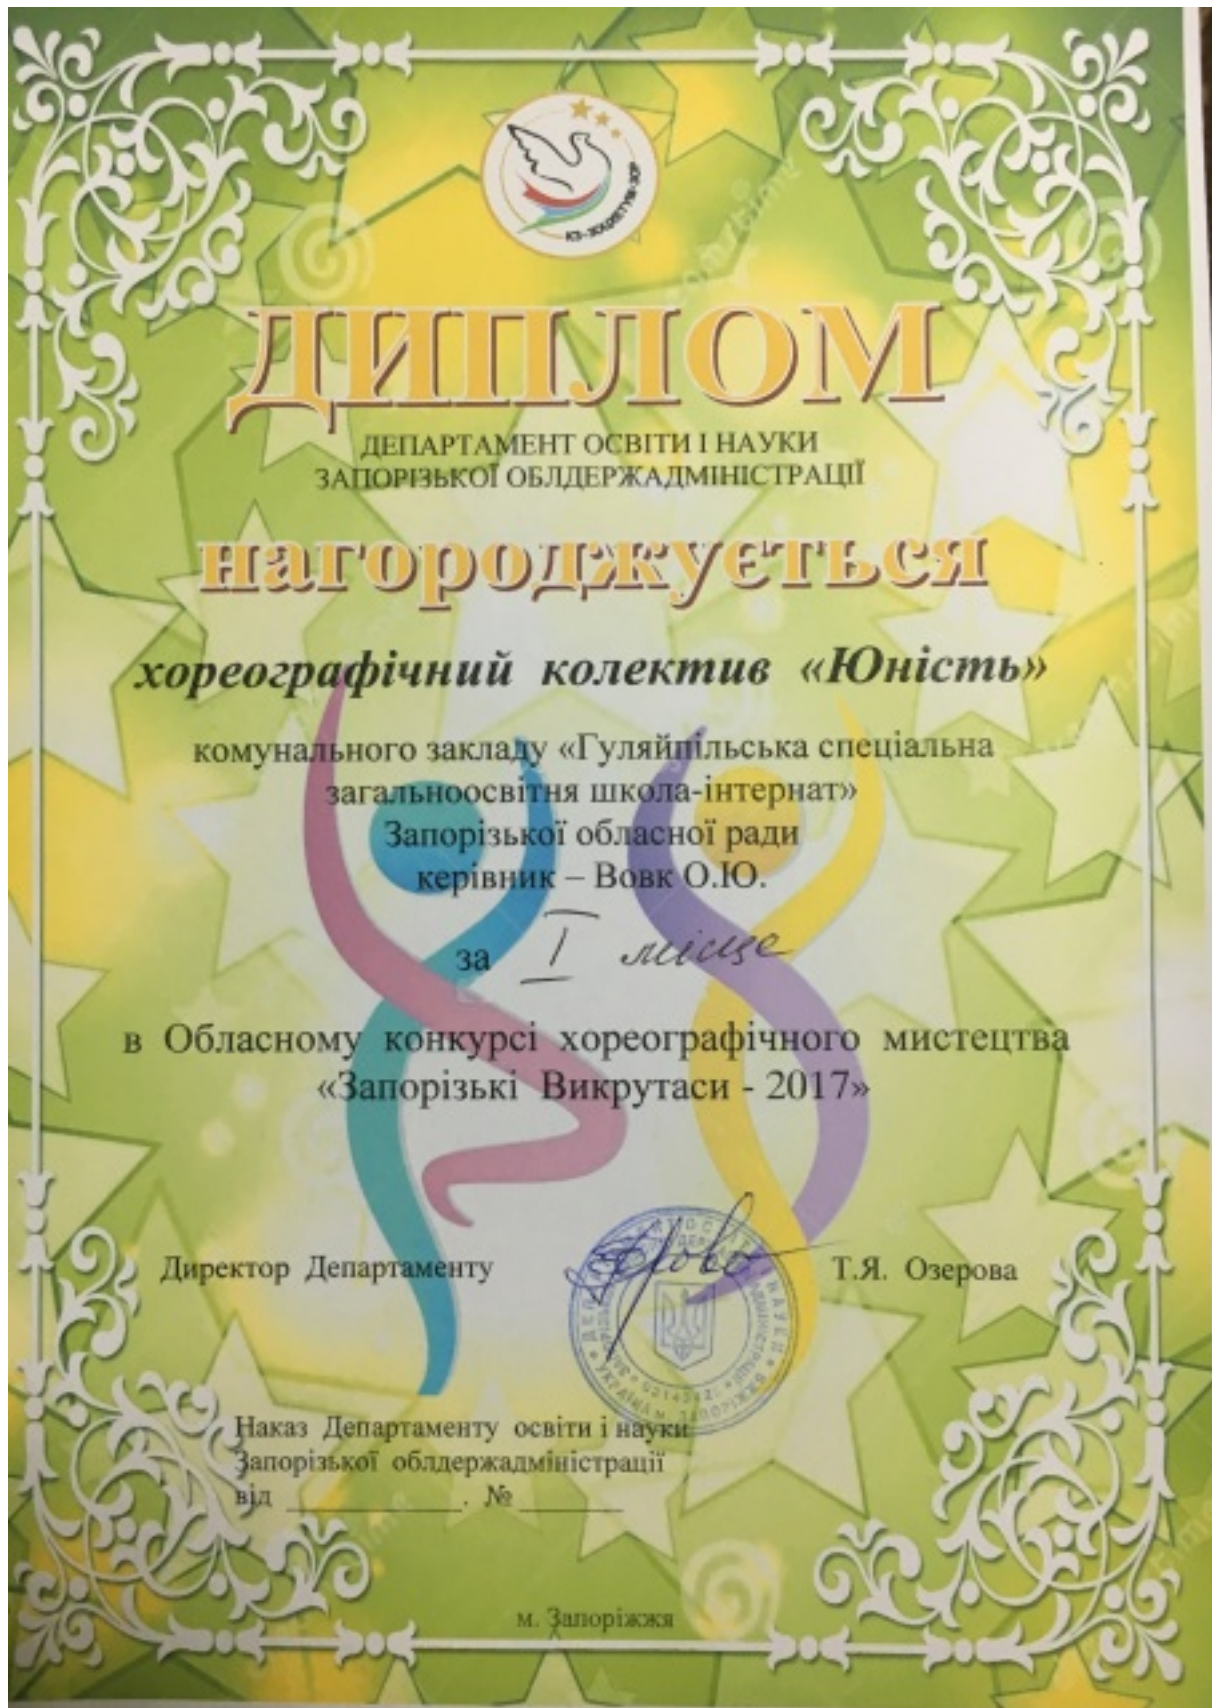 ДИПЛОМ
ДЕПАРТАМЕНТ ОСВІТИ І НАУКИ
ЗАПОРІЗЬКОЇ ОБЛДЕРЖАДМІНІСТРАЦІЇ
нагороджується
хореографічний колектив «Юність»
комунального закладу «Гуляйпільська спеціальна
загальноосвітня школа-інтернат»
Запорізької обласної ради
керівник – Вовк О.Ю.
за I місце
в Обласному конкурсі хореографічного мистецтва
«Запорізькі Викрутаси - 2017»
Директор Департаменту
Т.Я. Озерова
Наказ Департаменту освіти і науки
Запорізької облдержадміністрації
від ____________. № _______
м. Запоріжжя